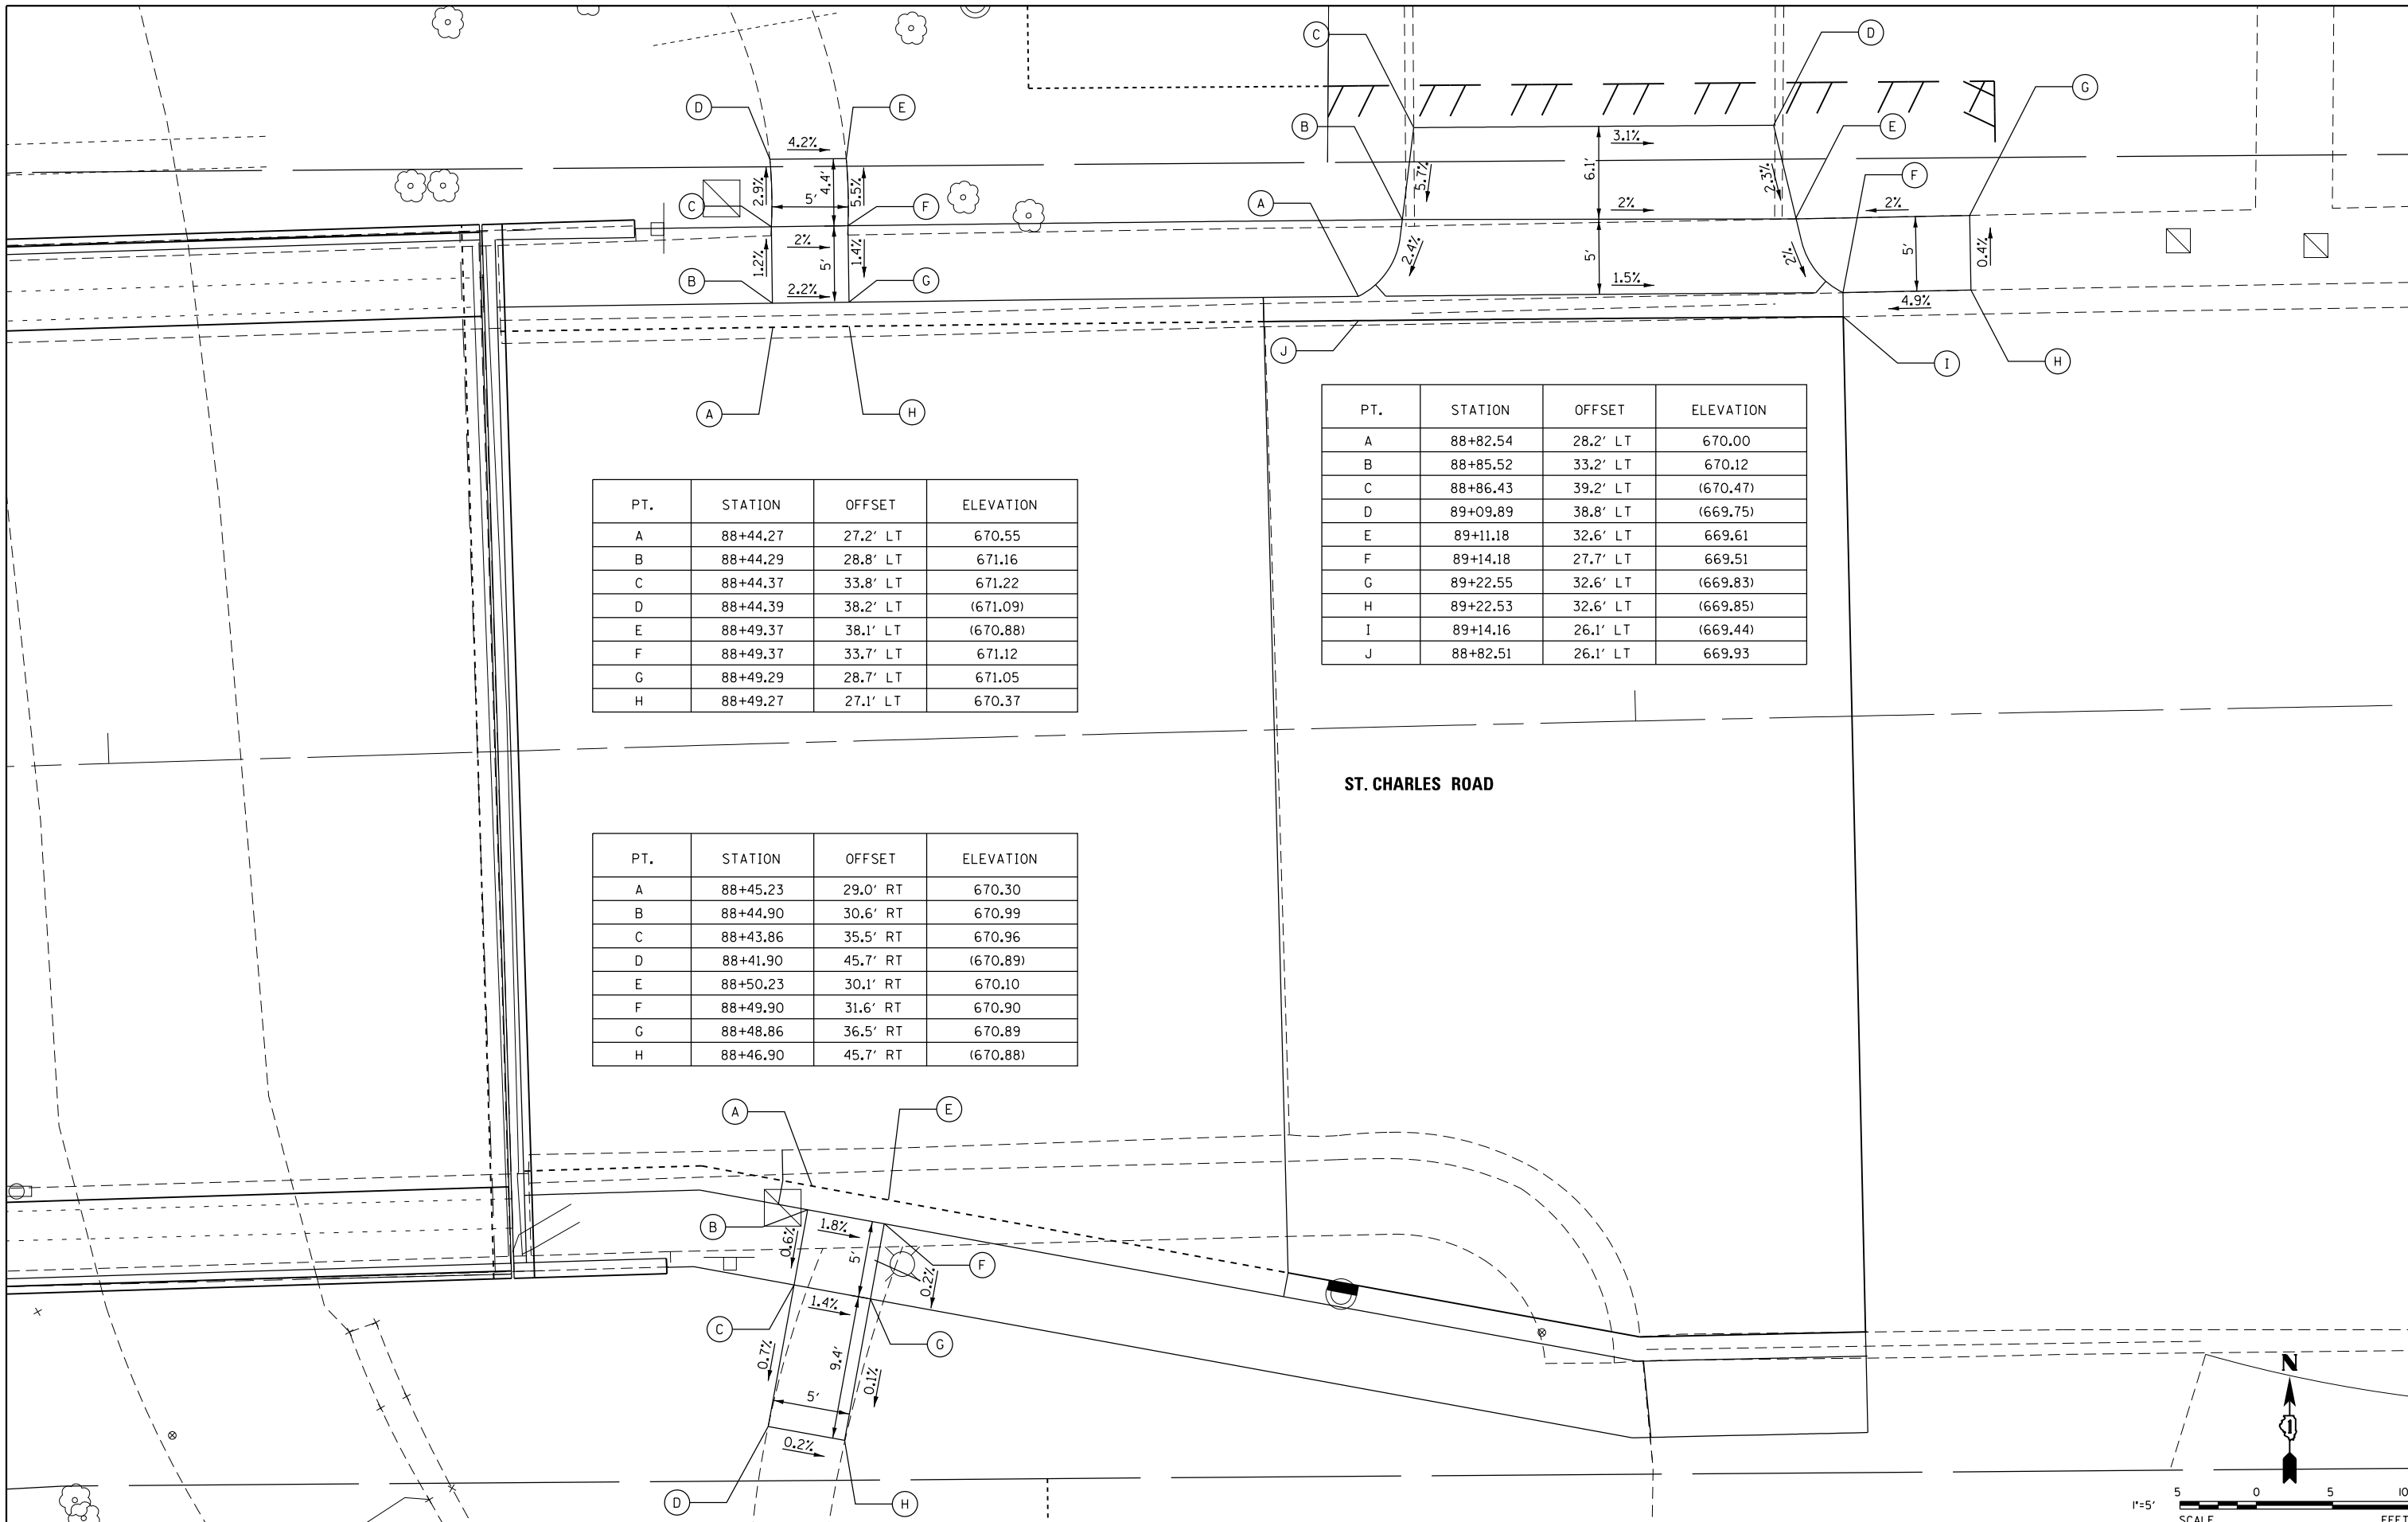 C
D
G
D
E
B
E
4.2%
3.1%
6.1'
4.4'
2.9%
5.5%
5.7%
2.3%
F
5'
C
F
A
2%
2%
2%
5'
1.2%
1.4%
2.4%
5'
2%
5'
0.4%
B
G
2.2%
1.5%
4.9%
J
I
H
A
H
PT. STATION OFFSET ELEVATION
A 88+82.54 28.2' LT 670.00
B 88+85.52 33.2' LT 670.12
C 88+86.43 39.2' LT (670.47)
D 89+09.89 38.8' LT (669.75)
E 89+11.18 32.6' LT 669.61
F 89+14.18 27.7' LT 669.51
G 89+22.55 32.6' LT (669.83)
H 89+22.53 32.6' LT (669.85)
I 89+14.16 26.1' LT (669.44)
J 88+82.51 26.1' LT 669.93
PT. STATION OFFSET ELEVATION
A 88+44.27 27.2' LT 670.55
B 88+44.29 28.8' LT 671.16
C 88+44.37 33.8' LT 671.22
D 88+44.39 38.2' LT (671.09)
E 88+49.37 38.1' LT (670.88)
F 88+49.37 33.7' LT 671.12
G 88+49.29 28.7' LT 671.05
H 88+49.27 27.1' LT 670.37
ST. CHARLES ROAD
PT. STATION OFFSET ELEVATION
A 88+45.23 29.0' RT 670.30
B 88+44.90 30.6' RT 670.99
C 88+43.86 35.5' RT 670.96
D 88+41.90 45.7' RT (670.89)
E 88+50.23 30.1' RT 670.10
F 88+49.90 31.6' RT 670.90
G 88+48.86 36.5' RT 670.89
H 88+46.90 45.7' RT (670.88)
A
E
B
1.8%
0.6%
5'
F
0.2%
1.4%
C
G
0.7%
9.4'
0.1%
5'
0.2%
D
H
N
1
1"=5'
5 0 5 10
SCALE FEET